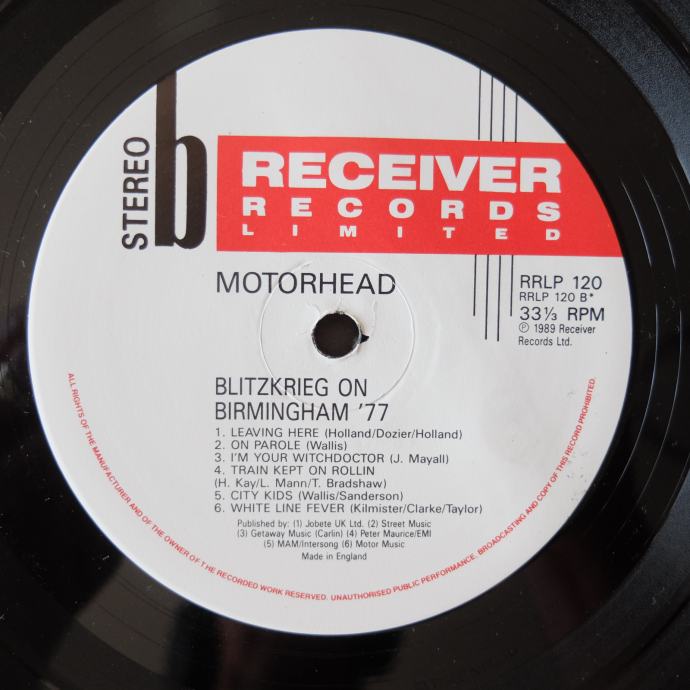 STEREO
b
RECEIVER
RECORDS
LIMITED
MOTORHEAD
RRLP 120
RRLP 120 B*
33⅓ RPM
℗ 1989 Receiver
Records Ltd.
BLITZKRIEG ON
BIRMINGHAM '77
1. LEAVING HERE (Holland/Dozier/Holland)
2. ON PAROLE (Wallis)
3. I'M YOUR WITCHDOCTOR (J. Mayall)
4. TRAIN KEPT ON ROLLIN
(H. Kay/L. Mann/T. Bradshaw)
5. CITY KIDS (Wallis/Sanderson)
6. WHITE LINE FEVER (Kilmister/Clarke/Taylor)
Published by: (1) Jobete UK Ltd. (2) Street Music
(3) Getaway Music (Carlin) (4) Peter Maurice/EMI
(5) MAM/Intersong (6) Motor Music
Made in England
ALL RIGHTS OF THE MANUFACTURER AND OF THE OWNER OF THE RECORDED WORK RESERVED. UNAUTHORISED PUBLIC PERFORMANCE, BROADCASTING AND COPY OF THIS RECORD PROHIBITED.